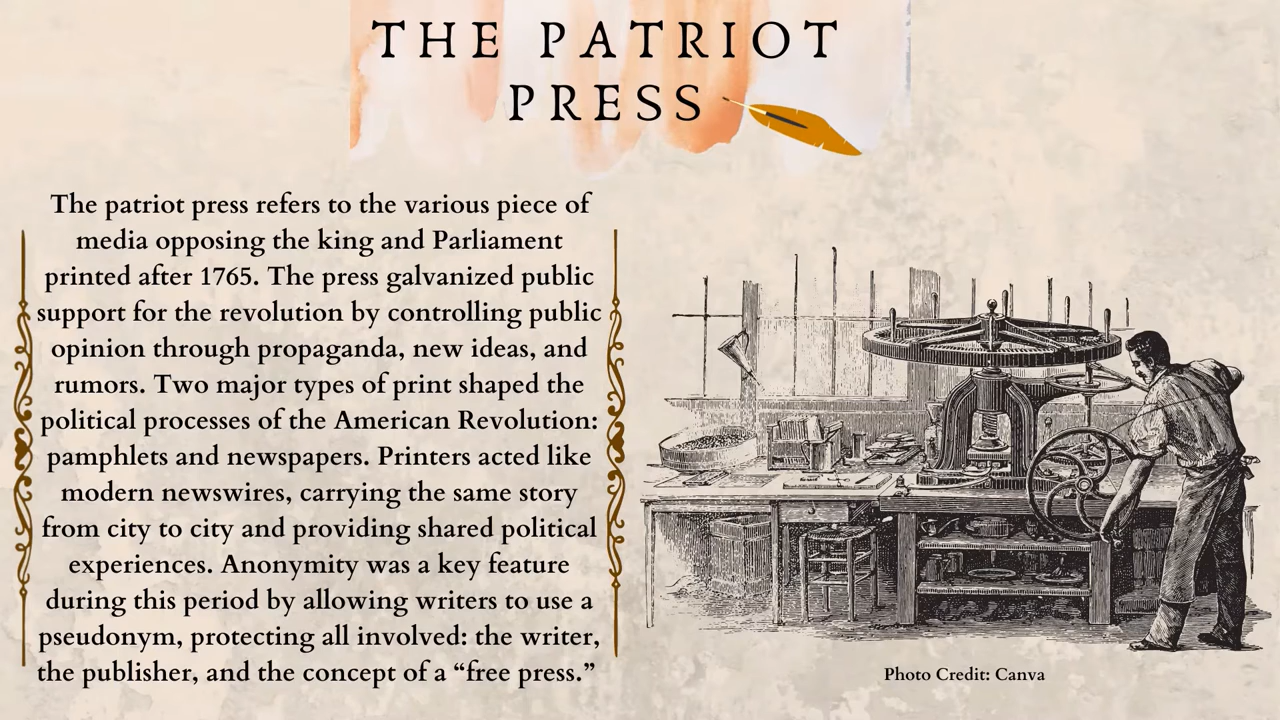 THE PATRIOT
PRESS
The patriot press refers to the various piece of
media opposing the king and Parliament
printed after 1765. The press galvanized public
support for the revolution by controlling public
opinion through propaganda, new ideas, and
rumors. Two major types of print shaped the
political processes of the American Revolution:
pamphlets and newspapers. Printers acted like
modern newswires, carrying the same story
from city to city and providing shared political
experiences. Anonymity was a key feature
during this period by allowing writers to use a
pseudonym, protecting all involved: the writer,
the publisher, and the concept of a “free press.”
Photo Credit: Canva